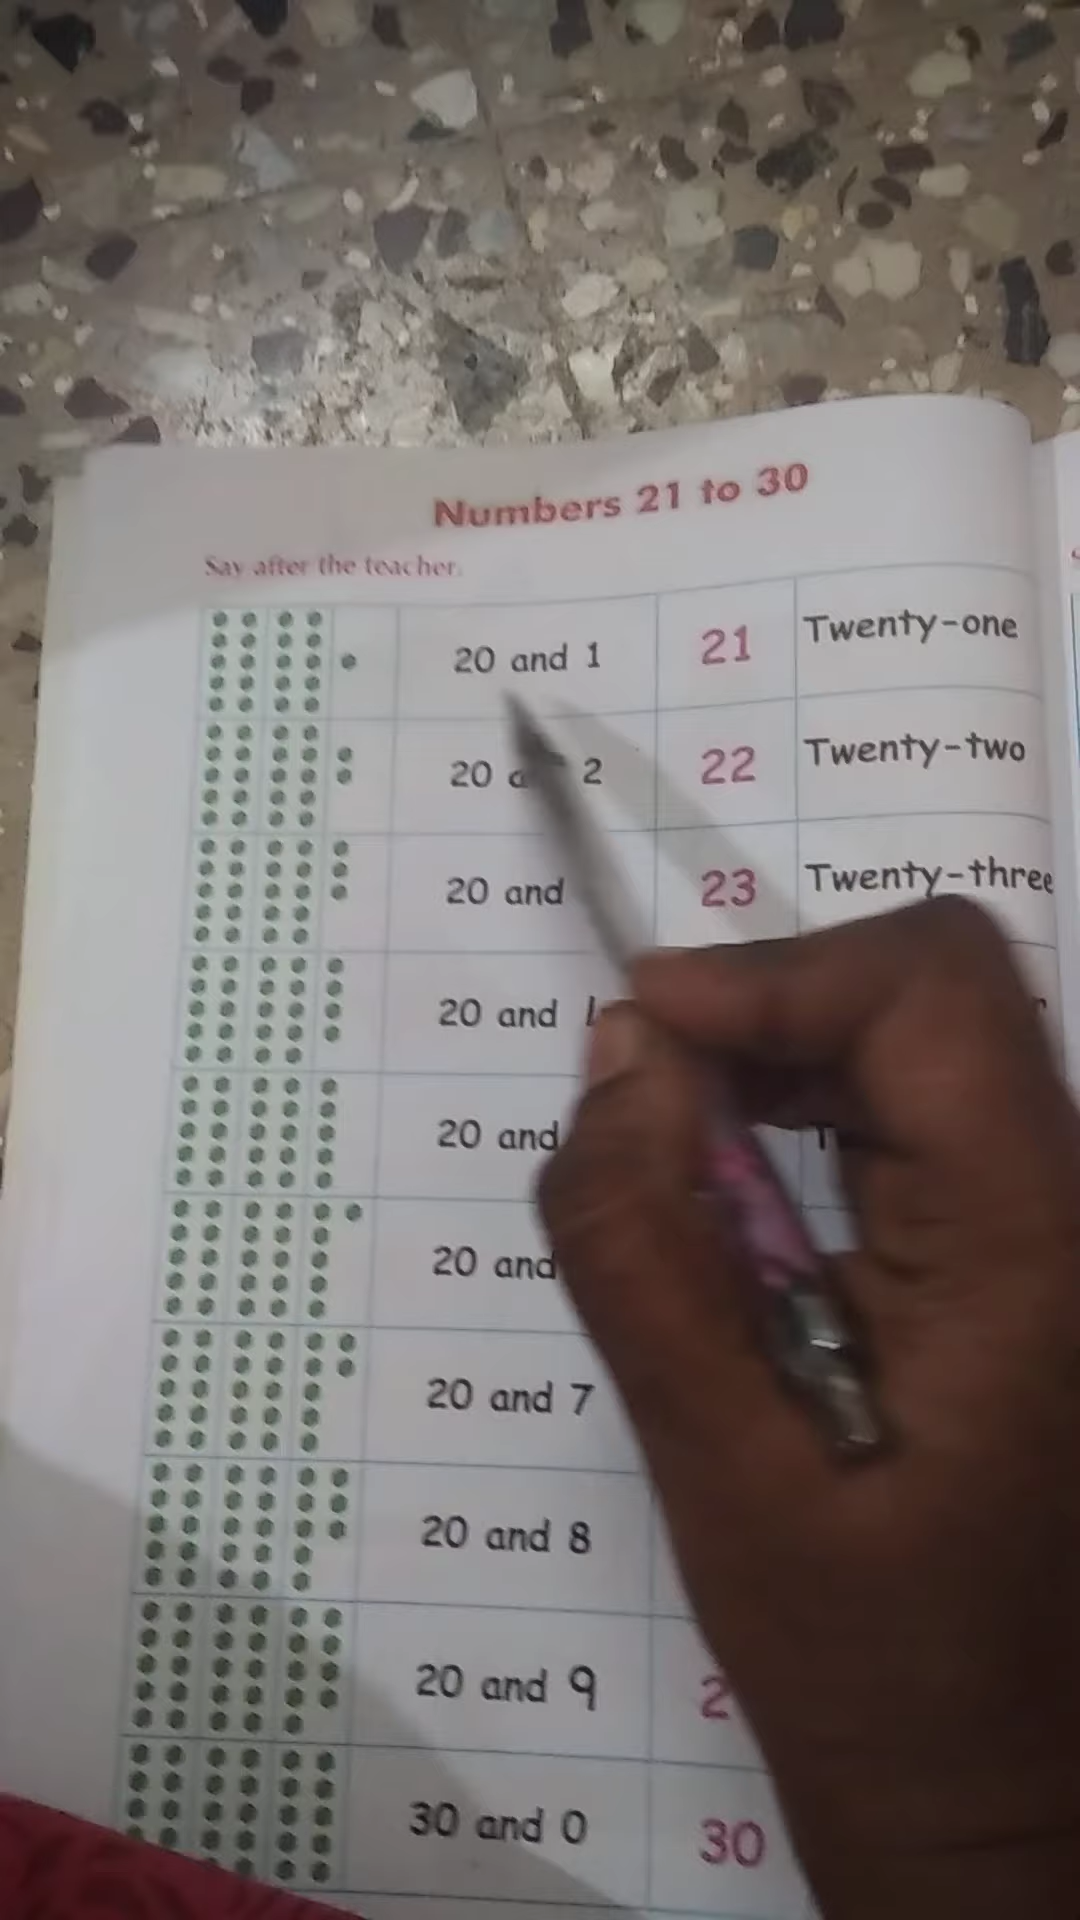 Numbers 21 to 30
Say after the teacher.
20 and 1 21 Twenty-one
20 2 22 Twenty-two
20 and 23 Twenty-three
20 and
20 and
20 and
20 and 7
20 and 8
20 and 9
30 and 0 30